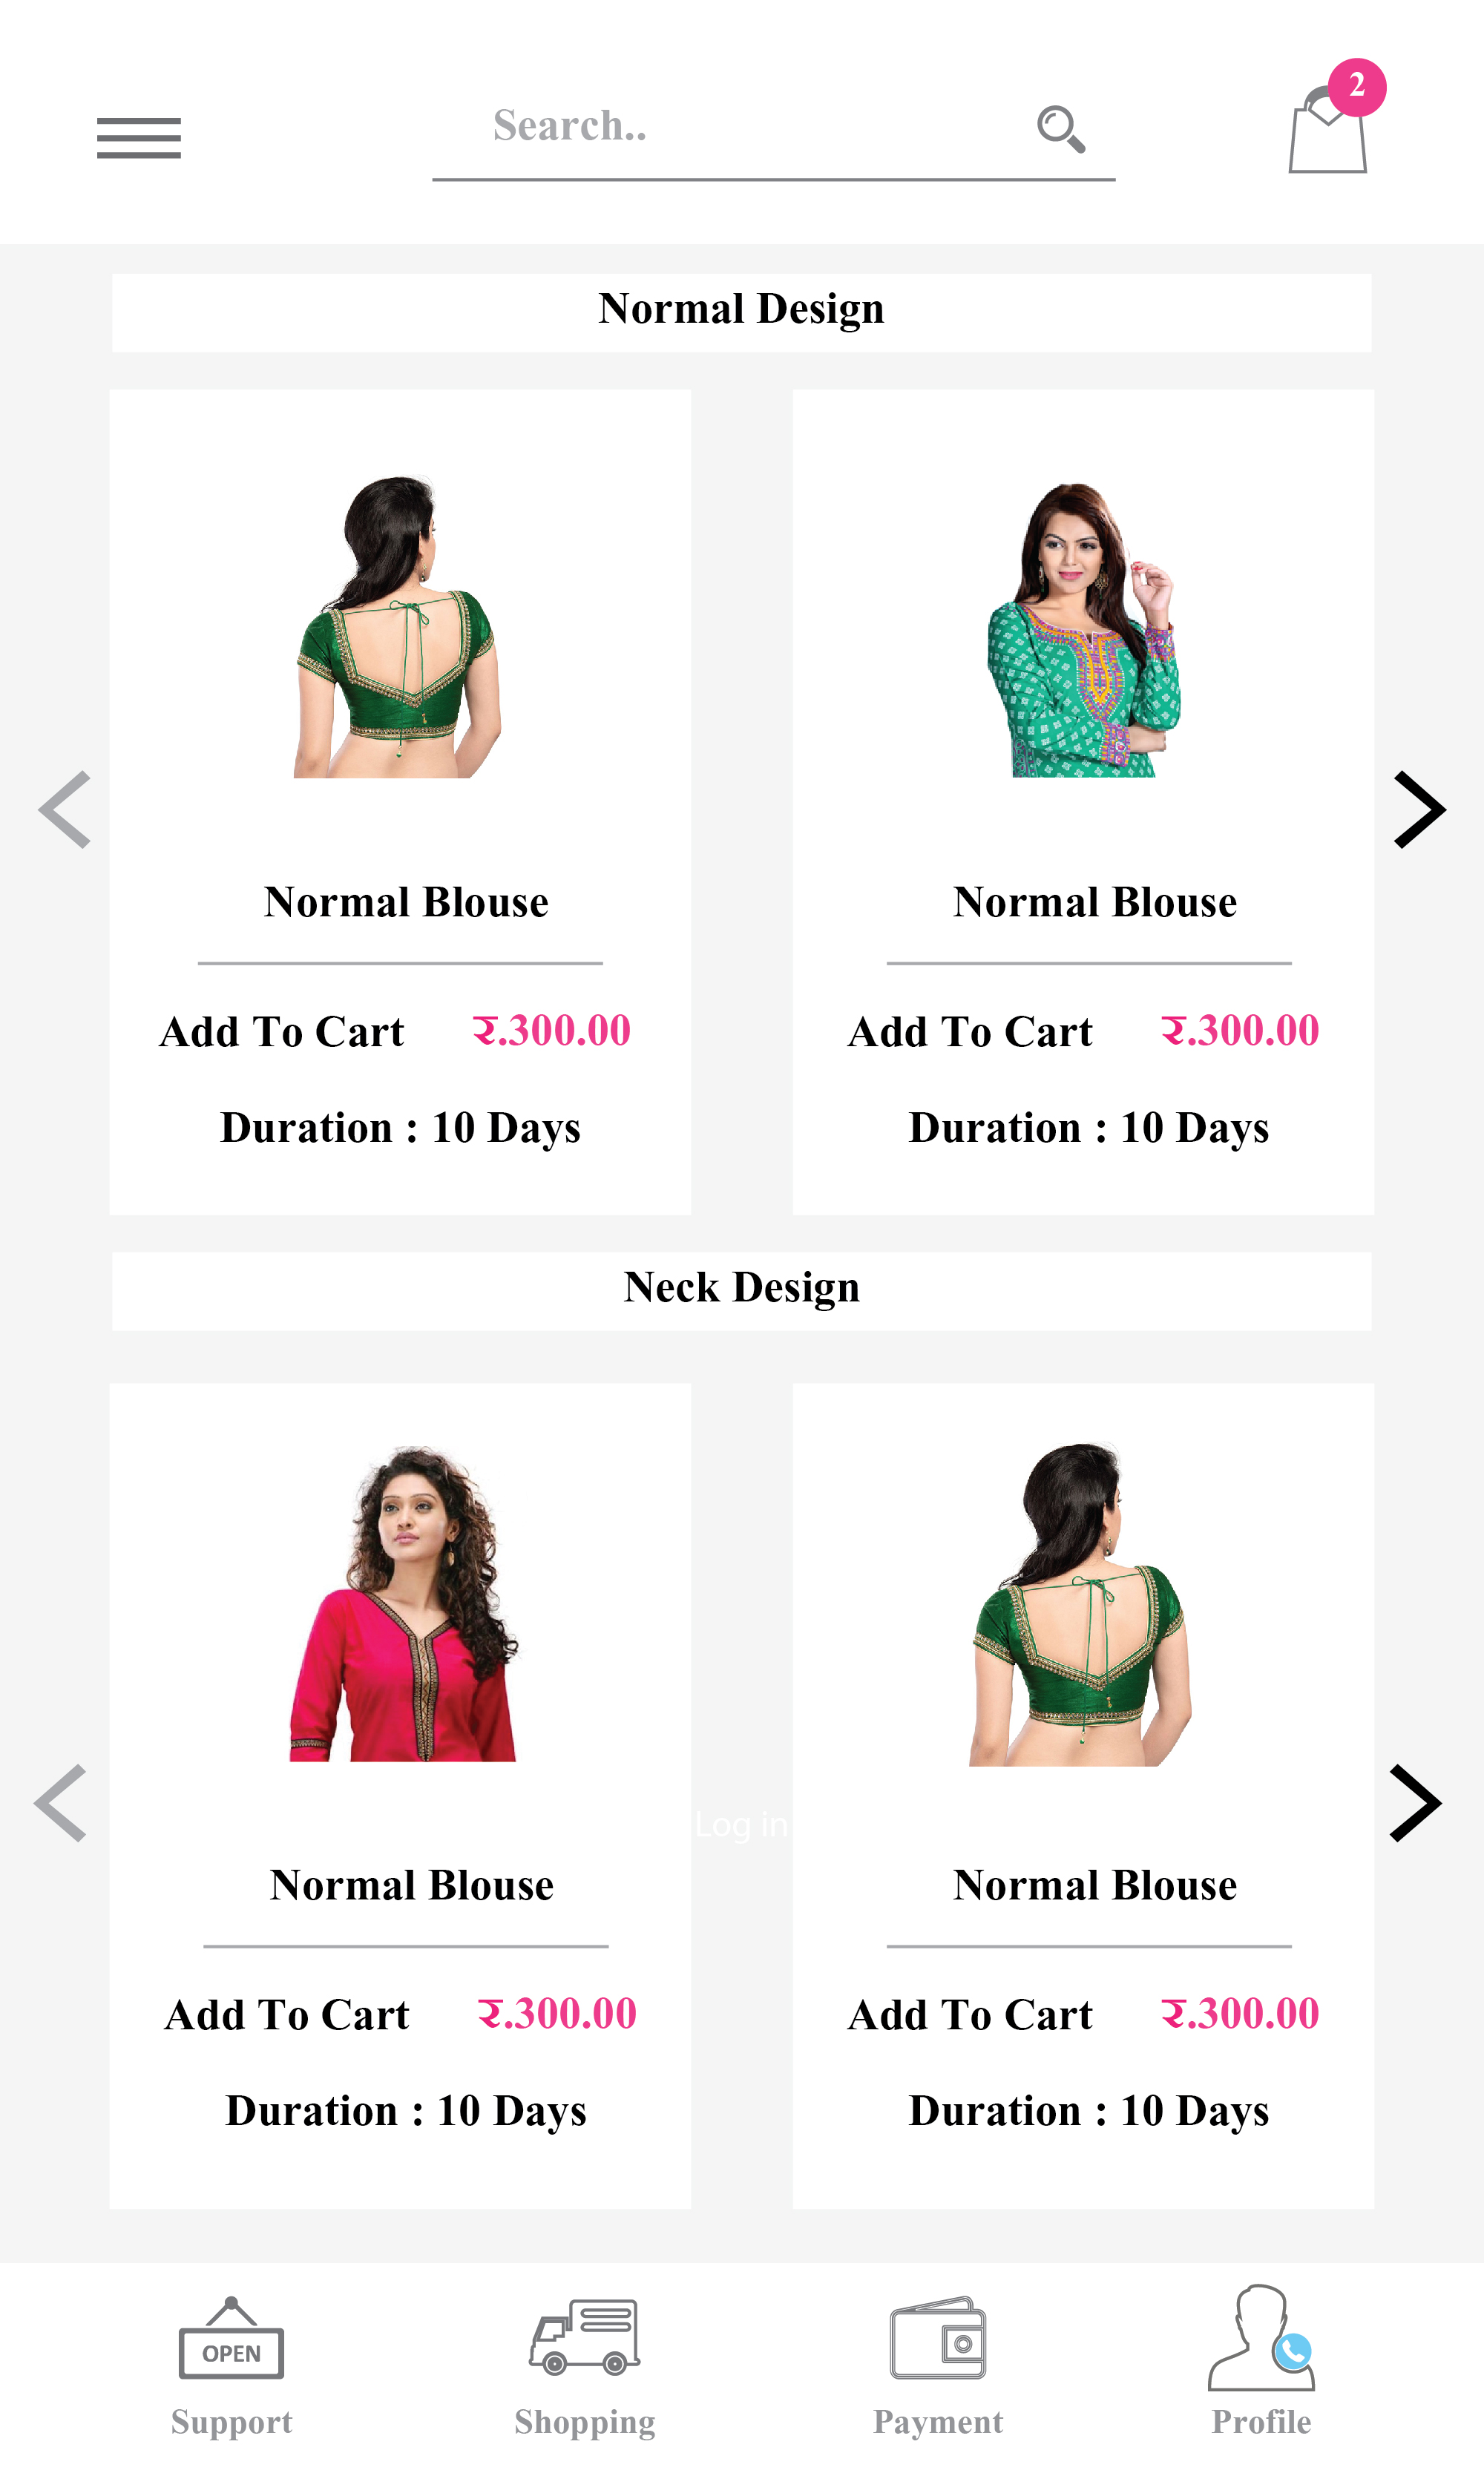 Search..
2
Normal Design
Normal Blouse
Normal Blouse
Add To Cart
र.300.00
Add To Cart
र.300.00
Duration : 10 Days
Duration : 10 Days
Neck Design
Log in
Normal Blouse
Normal Blouse
Add To Cart
र.300.00
Add To Cart
र.300.00
Duration : 10 Days
Duration : 10 Days
OPEN
Support
Shopping
Payment
Profile